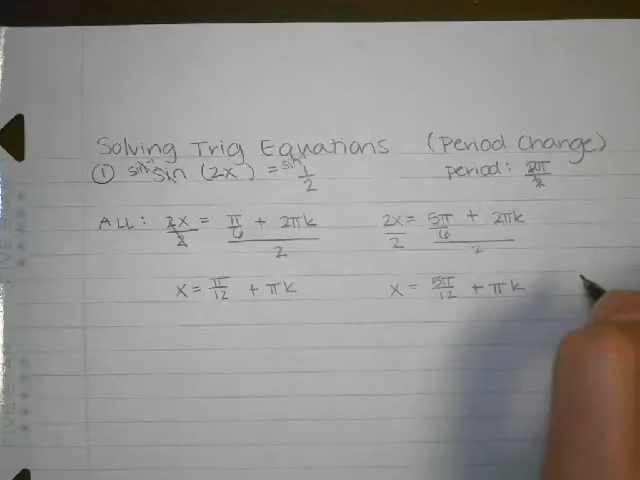 Solving Trig Equations (Period Change)
① sin⁻¹ sin (2x) = sin⁻¹ 1/2 period: 2π/2
ALL: 2x/2 = (π/6 + 2πk)/2 2x/2 = (5π/6 + 2πk)/2
x = π/12 + πk x = 5π/12 + πk